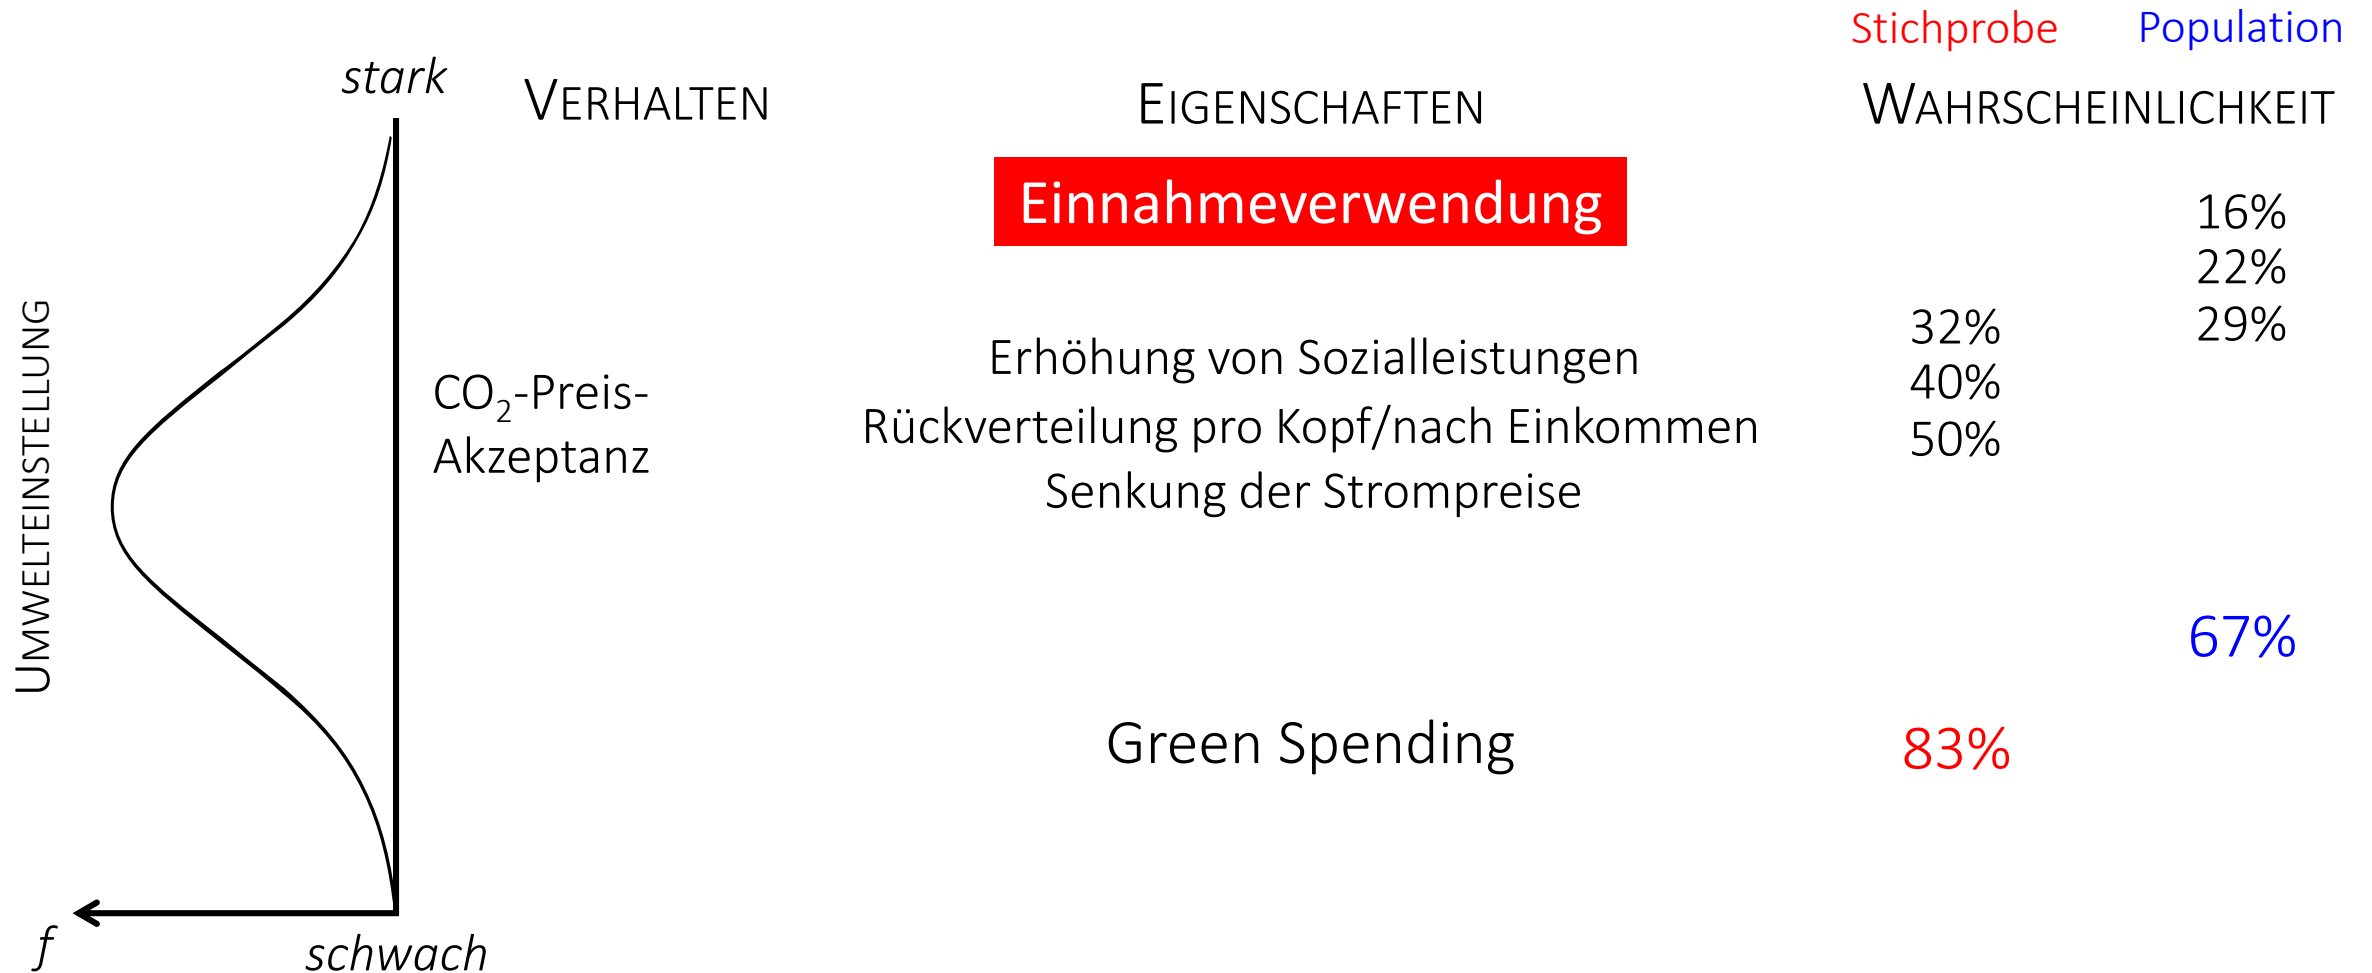 Stichprobe Population
stark
VERHALTEN EIGENSCHAFTEN WAHRSCHEINLICHKEIT
Einnahmeverwendung
16%
22%
32% 29%
Erhöhung von Sozialleistungen
40%
CO₂-Preis-
Akzeptanz
Rückverteilung pro Kopf/nach Einkommen
50%
Senkung der Strompreise
UMWELTEINSTELLUNG
67%
Green Spending 83%
f
schwach